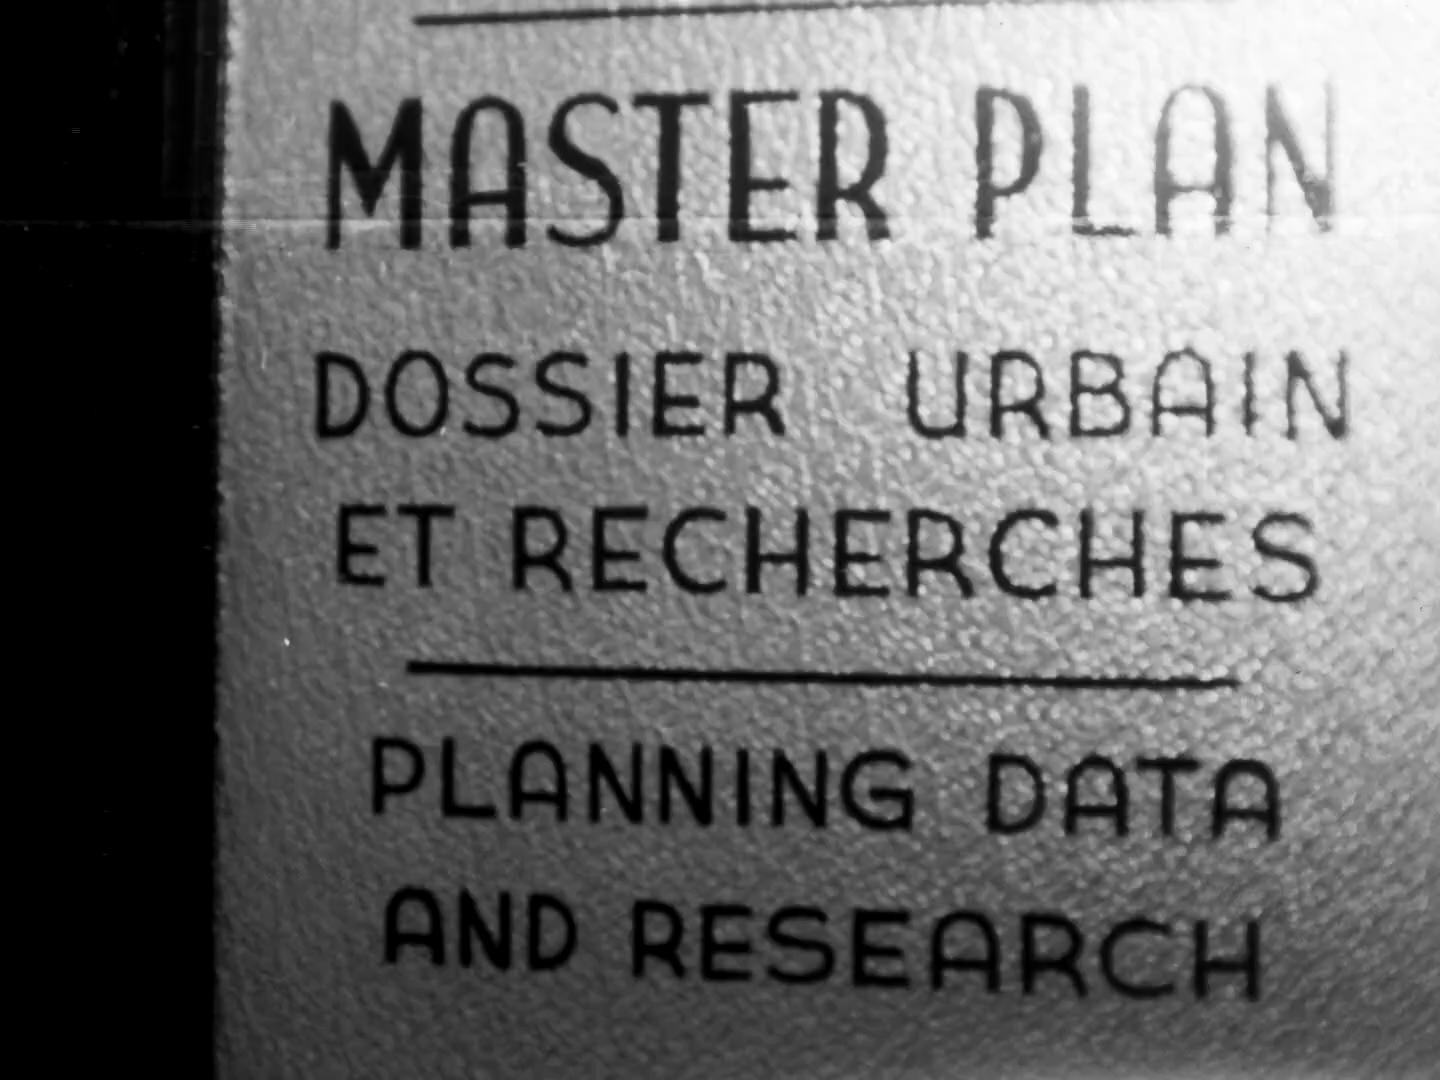 MASTER PLAN
DOSSIER URBAIN
ET RECHERCHES
PLANNING DATA
AND RESEARCH